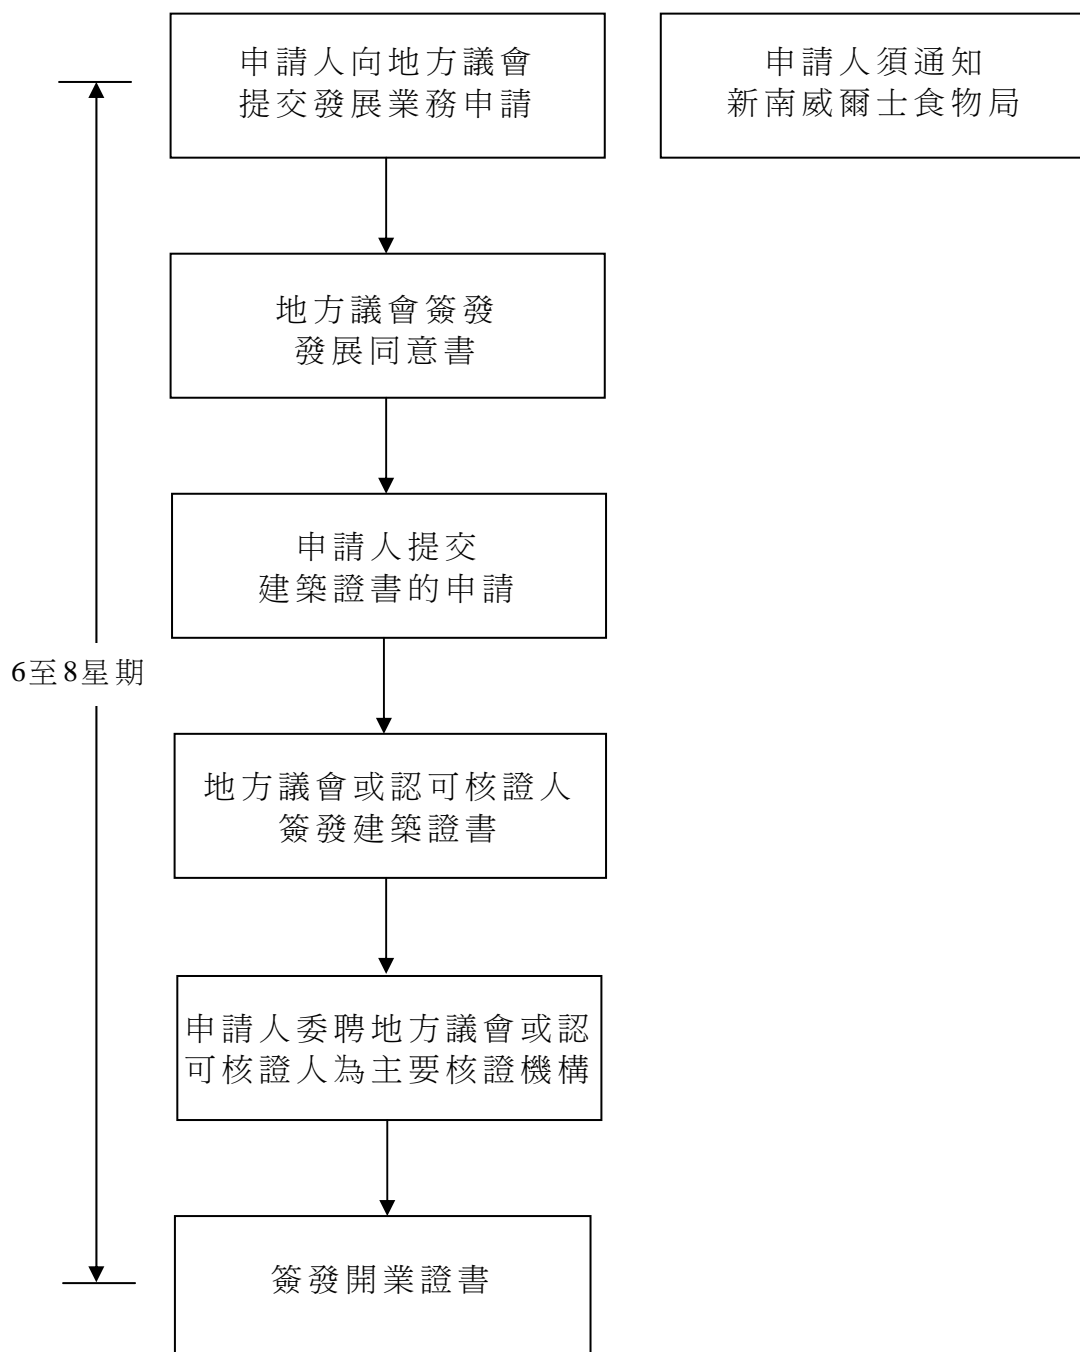 申請人向地方議會
提交發展業務申請
申請人須通知
新南威爾士食物局
地方議會簽發
發展同意書
申請人提交
建築證書的申請
6至8星期
地方議會或認可核證人
簽發建築證書
申請人委聘地方議會或認
可核證人為主要核證機構
簽發開業證書